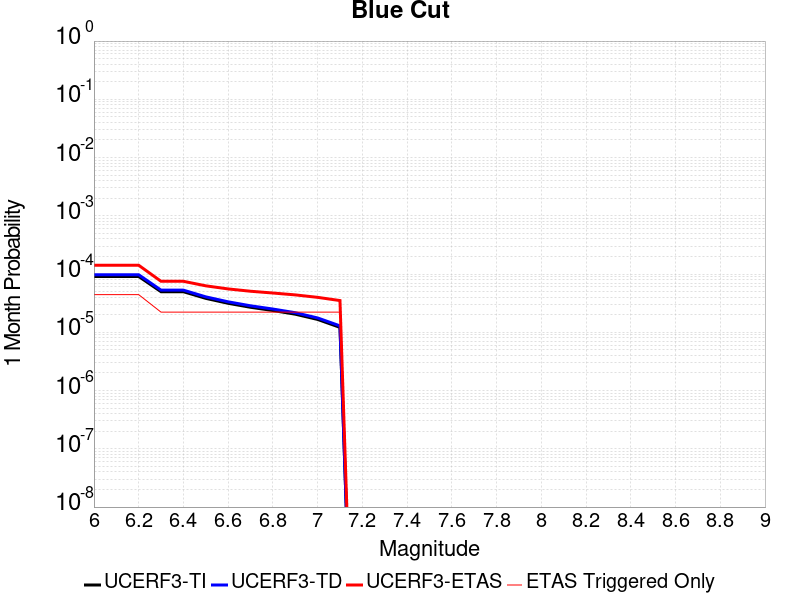 Blue Cut
10^0
10^-1
10^-2
10^-3
10^-4
10^-5
10^-6
10^-7
10^-8
1 Month Probability
6 6.2 6.4 6.6 6.8 7 7.2 7.4 7.6 7.8 8 8.2 8.4 8.6 8.8 9
Magnitude
UCERF3-TI UCERF3-TD UCERF3-ETAS ETAS Triggered Only